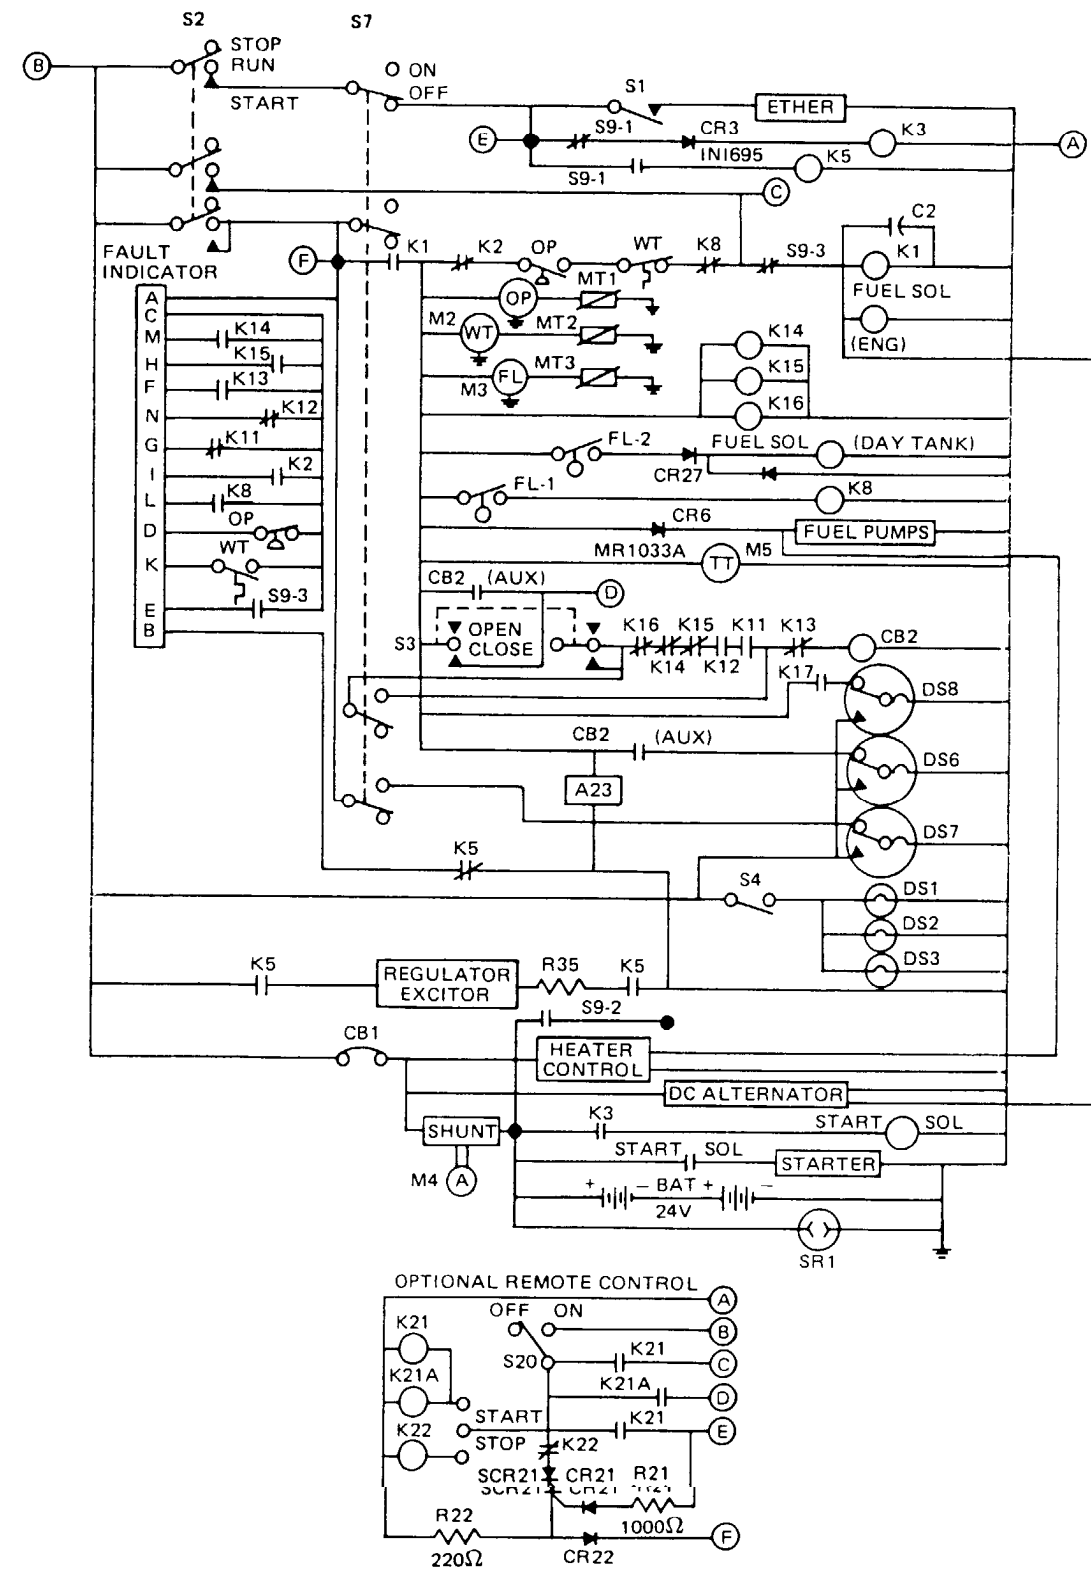 S2 S7
B STOP
RUN
START
ON
OFF
S1 ETHER
E S9-1 CR3 K3 A
IN1695 K5
S9-1
C
FAULT
INDICATOR
F K1 K2 OP WT K8 S9-3 C2
K1
FUEL SOL
(ENG)
OP MT1
M2 WT MT2
M3 FL MT3
K14
K15
K16
A
C
M K14
H K15
F K13
N K12
G K11
I K2
L K8
D OP
K WT
E S9-3
B
FL-2 FUEL SOL (DAY TANK)
CR27
FL-1 K8
CR6 FUEL PUMPS
MR1033A TT M5
CB2 (AUX) D
S3 OPEN
CLOSE
K16 K15 K11 K13 CB2
K14 K12
K17 DS8
CB2 (AUX)
DS6
A23
DS7
K5
S4 DS1
DS2
DS3
K5 REGULATOR
EXCITOR R35 K5
S9-2
CB1 HEATER
CONTROL
DC ALTERNATOR
SHUNT K3 START SOL
M4 A
START SOL STARTER
+ – BAT + –
24V
SR1
OPTIONAL REMOTE CONTROL A
OFF ON
K21 B
S20 K21 C
K21A K21A D
START K21 E
K22 STOP K22
SCR21 CR21 R21
SCR21 CR21 R21
1000Ω
R22 F
220Ω CR22